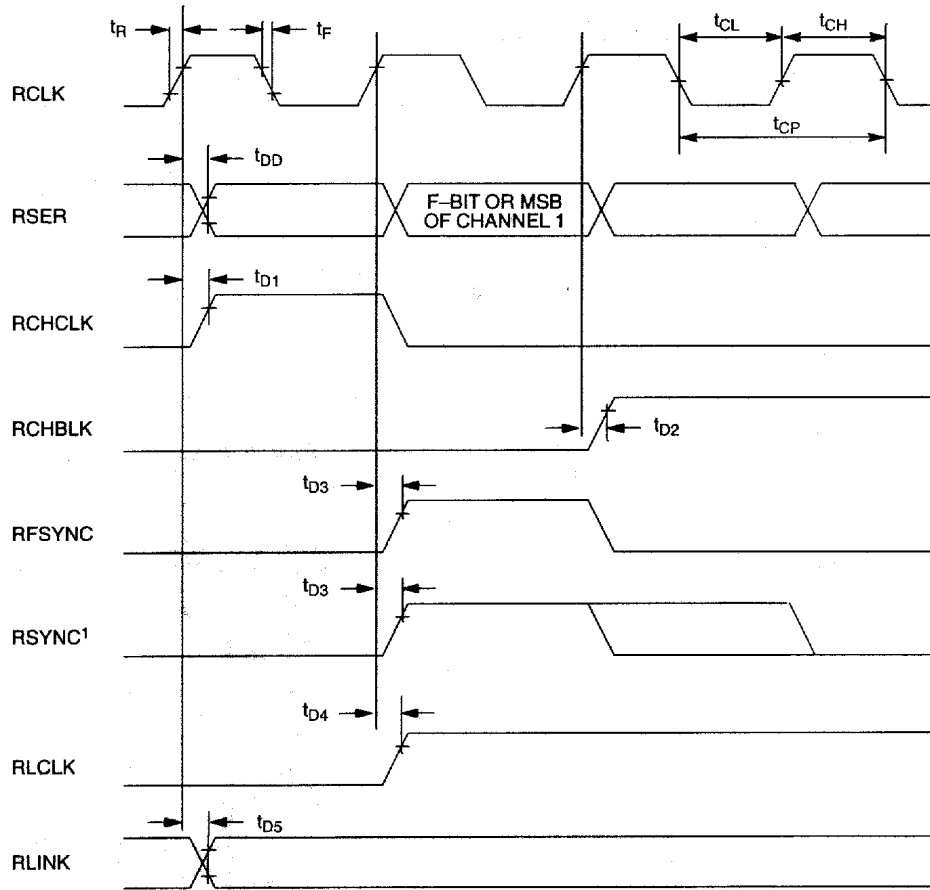 tR tF tCL tCH
RCLK
tCP
tDD
RSER F–BIT OR MSB
OF CHANNEL 1
tD1
RCHCLK
RCHBLK tD2
tD3
RFSYNC
tD3
RSYNC1
tD4
RLCLK
tD5
RLINK